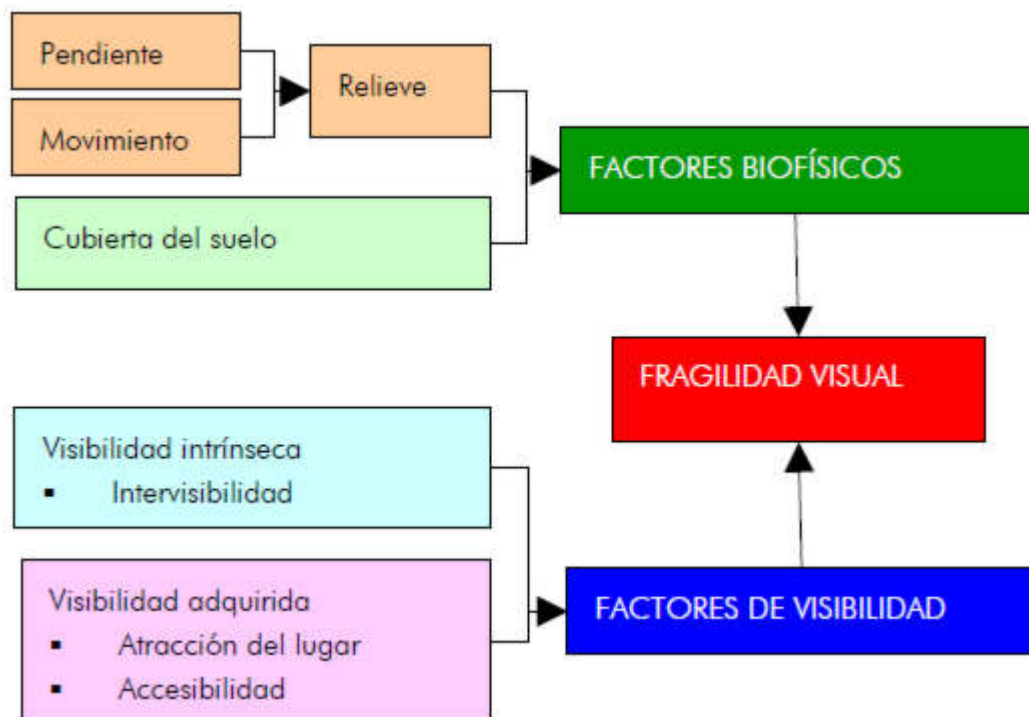 Pendiente
Movimiento
Relieve
Cubierta del suelo
FACTORES BIOFÍSICOS
FRAGILIDAD VISUAL
Visibilidad intrínseca
▪ Intervisibilidad
Visibilidad adquirida
▪ Atracción del lugar
▪ Accesibilidad
FACTORES DE VISIBILIDAD